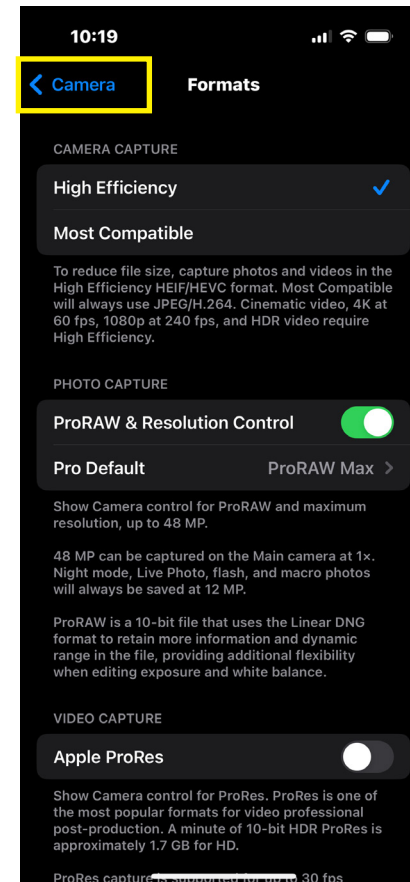 10:19
Camera
Formats
CAMERA CAPTURE
High Efficiency
Most Compatible
To reduce file size, capture photos and videos in the
High Efficiency HEIF/HEVC format. Most Compatible
will always use JPEG/H.264. Cinematic video, 4K at
60 fps, 1080p at 240 fps, and HDR video require
High Efficiency.
PHOTO CAPTURE
ProRAW & Resolution Control
Pro Default ProRAW Max
Show Camera control for ProRAW and maximum
resolution, up to 48 MP.
48 MP can be captured on the Main camera at 1×.
Night mode, Live Photo, flash, and macro photos
will always be saved at 12 MP.
ProRAW is a 10-bit file that uses the Linear DNG
format to retain more information and dynamic
range in the file, providing additional flexibility
when editing exposure and white balance.
VIDEO CAPTURE
Apple ProRes
Show Camera control for ProRes. ProRes is one of
the most popular formats for video professional
post-production. A minute of 10-bit HDR ProRes is
approximately 1.7 GB for HD.
ProRes capture is supported for up to 30 fps